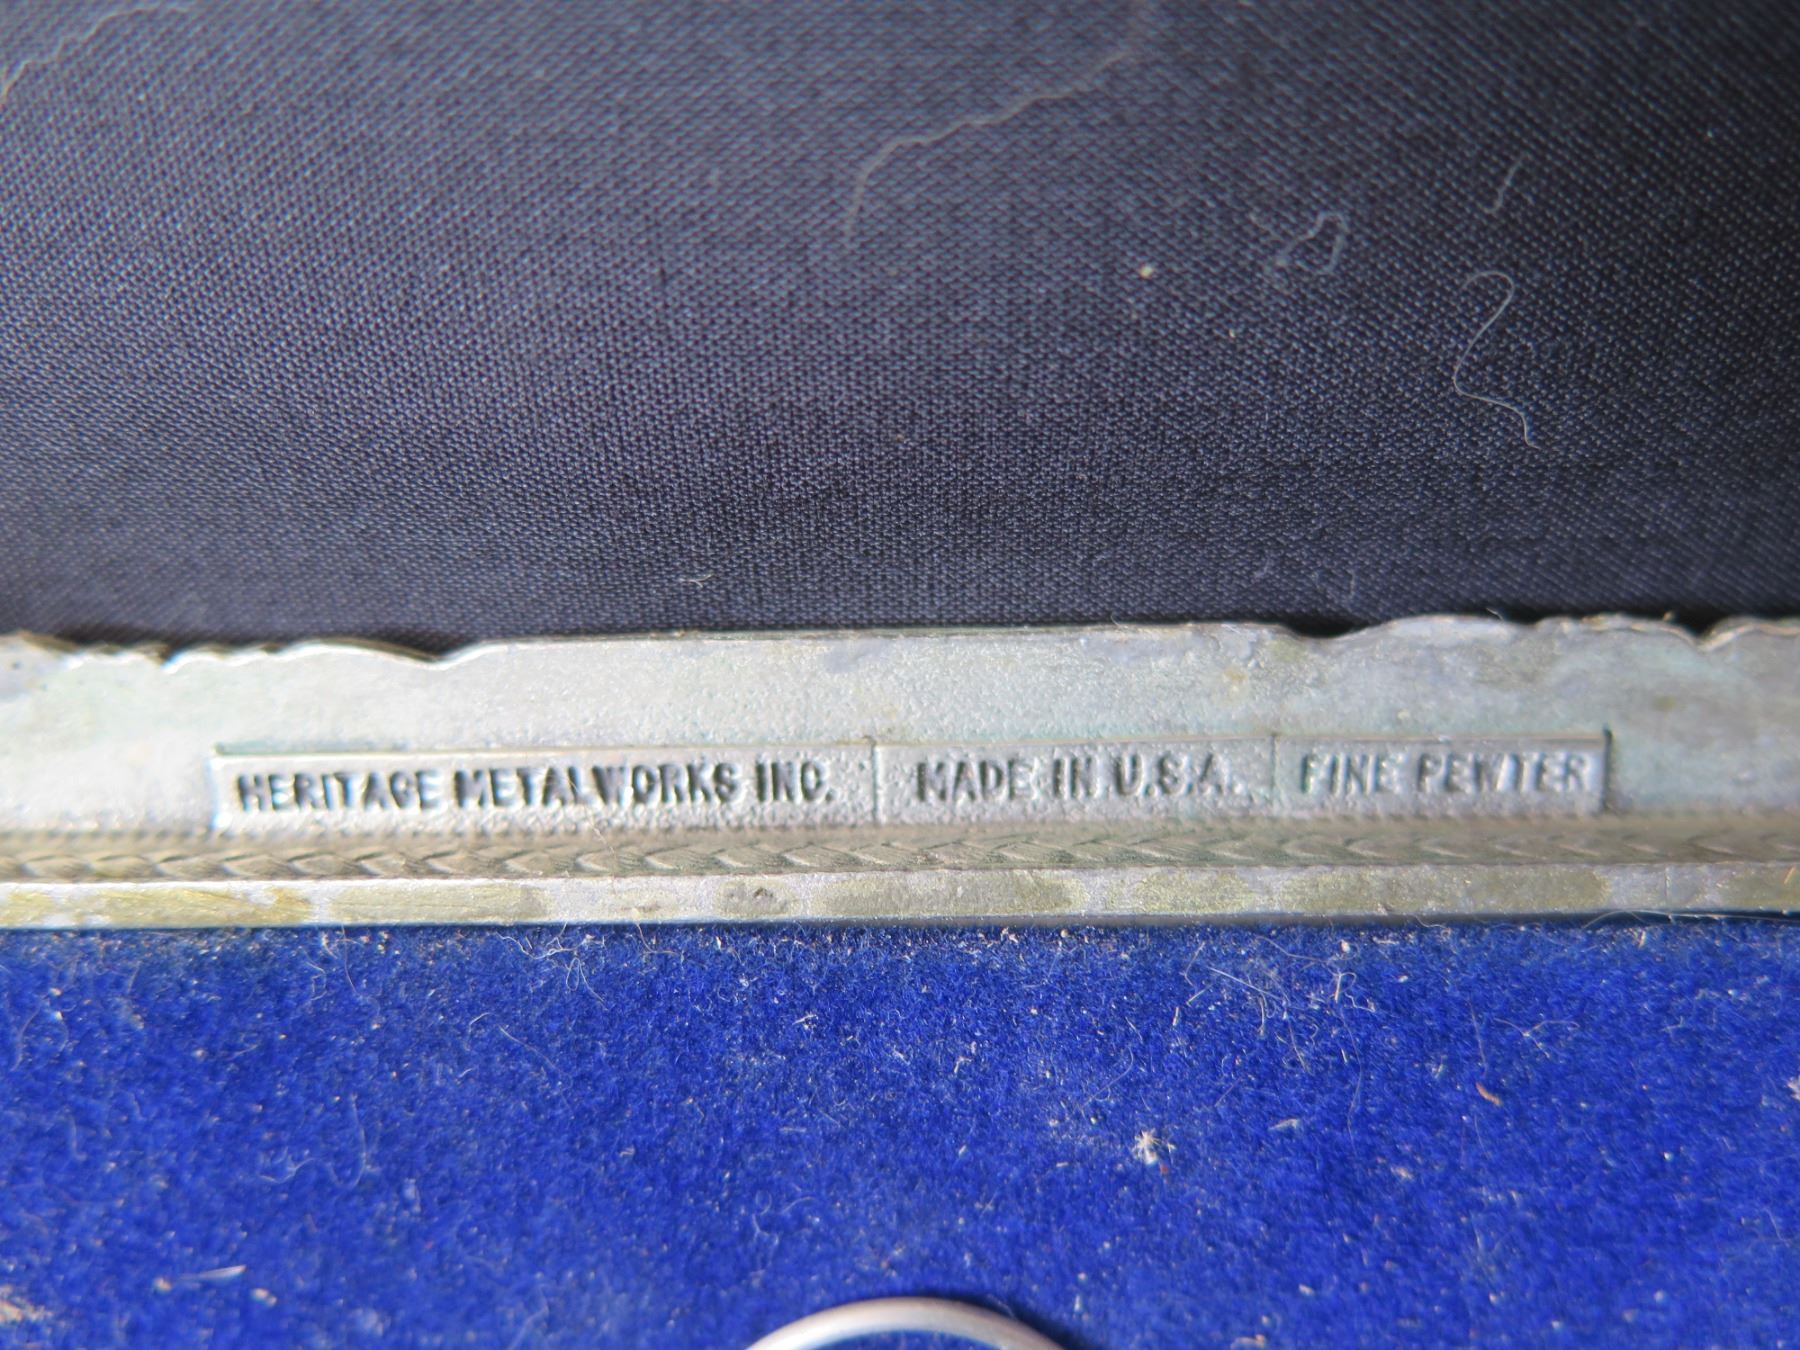 HERITAGE METALWORKS INC. MADE IN U.S.A. FINE PEWTER